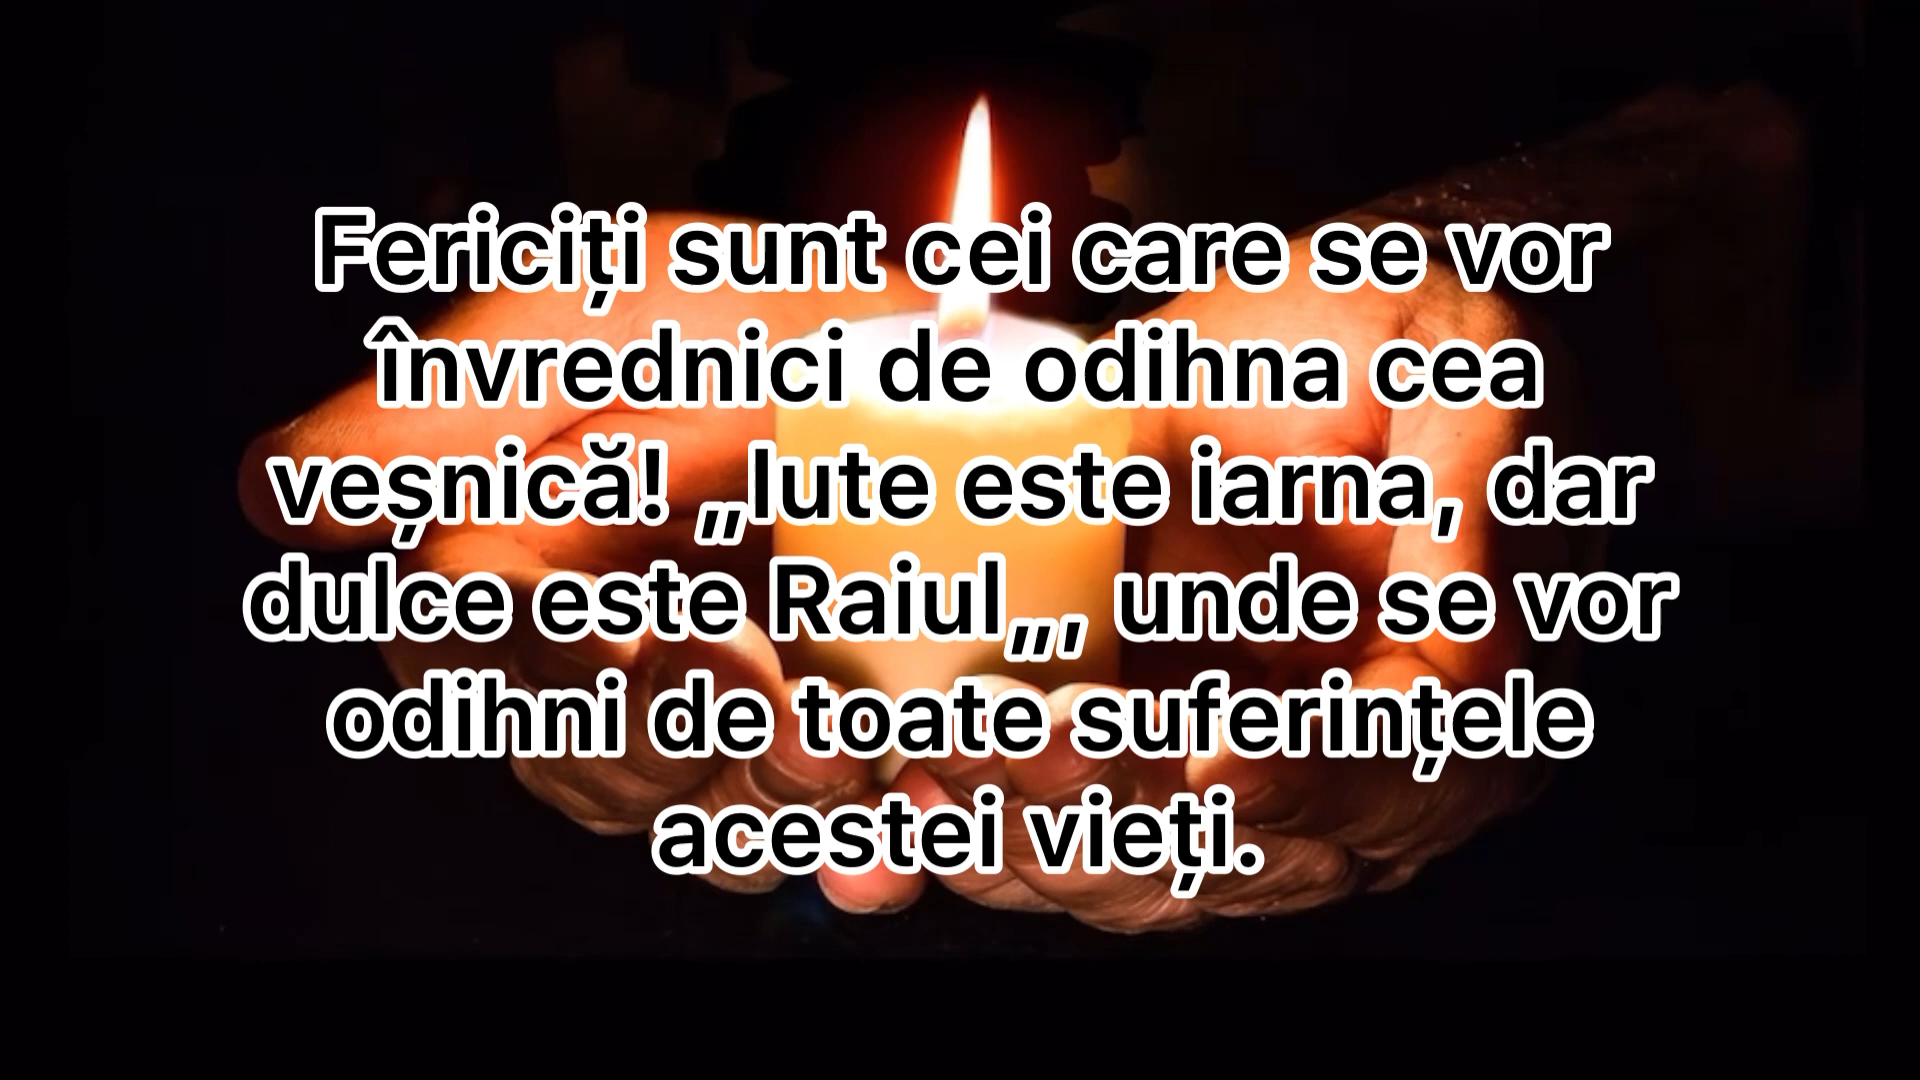 Fericiți sunt cei care se vor
învrednici de odihna cea
veșnică! „Iute este iarna, dar
dulce este Raiul„, unde se vor
odihni de toate suferințele
acestei vieți.